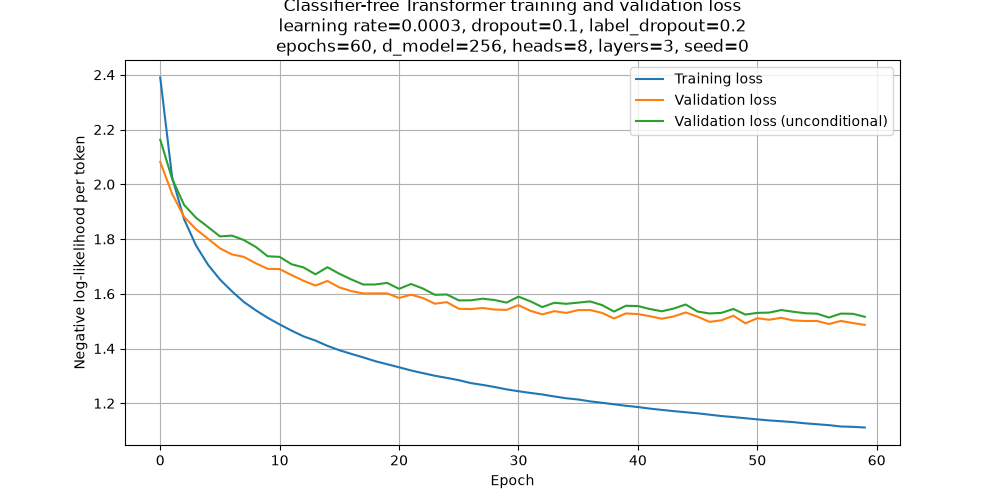 Classifier-free Transformer training and validation loss
learning rate=0.0003, dropout=0.1, label_dropout=0.2
epochs=60, d_model=256, heads=8, layers=3, seed=0
Training loss
Validation loss
Validation loss (unconditional)
Negative log-likelihood per token
2.4
2.2
2.0
1.8
1.6
1.4
1.2
0 10 20 30 40 50 60
Epoch